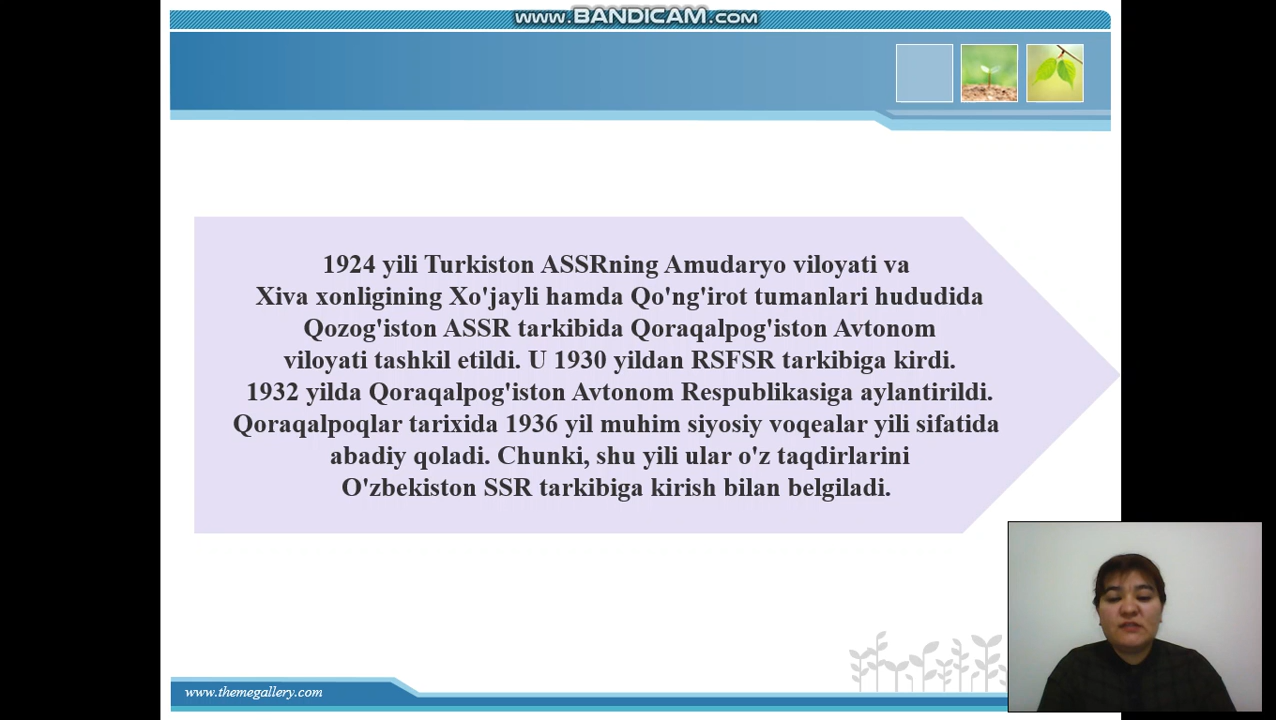 www.BANDICAM.com
1924 yili Turkiston ASSRning Amudaryo viloyati va
Xiva xonligining Xo'jayli hamda Qo'ng'irot tumanlari hududida
Qozog'iston ASSR tarkibida Qoraqalpog'iston Avtonom
viloyati tashkil etildi. U 1930 yildan RSFSR tarkibiga kirdi.
1932 yilda Qoraqalpog'iston Avtonom Respublikasiga aylantirildi.
Qoraqalpoqlar tarixida 1936 yil muhim siyosiy voqealar yili sifatida
abadiy qoladi. Chunki, shu yili ular o'z taqdirlarini
O'zbekiston SSR tarkibiga kirish bilan belgiladi.
www.themegallery.com